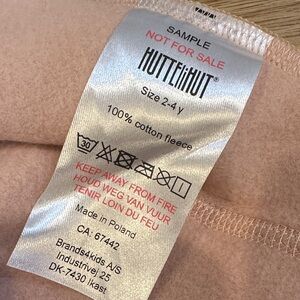 SAMPLE
NOT FOR SALE
HUTTEliHUT
Size 2-4 y
100% cotton fleece
30
KEEP AWAY FROM FIRE
HOUD WEG VAN VUUR
TENIR LOIN DU FEU
Made in Poland
CA: 67442
Brands4kids A/S
Industrivej 25
DK-7430 Ikast